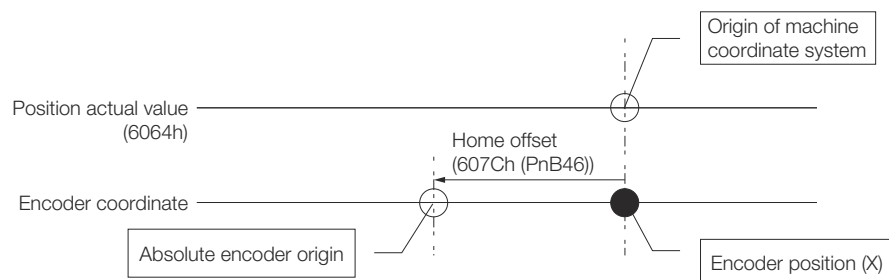 Origin of machine
coordinate system
Position actual value
(6064h)
Home offset
(607Ch (PnB46))
Encoder coordinate
Absolute encoder origin
Encoder position (X)